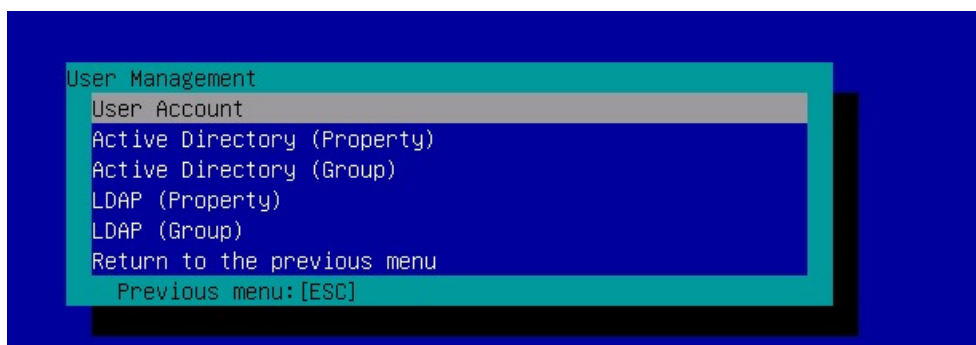 User Management
User Account
Active Directory (Property)
Active Directory (Group)
LDAP (Property)
LDAP (Group)
Return to the previous menu
Previous menu:[ESC]